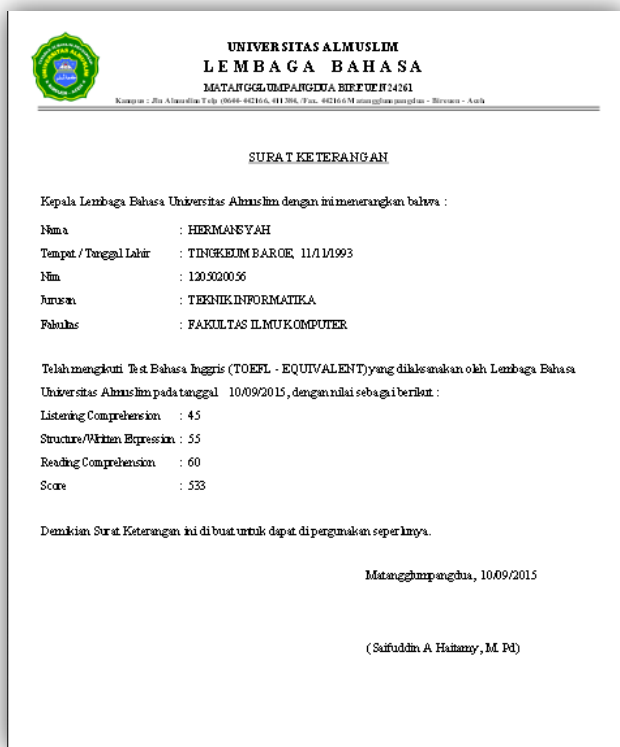 UNIVERSITAS ALMUSLIM
LEMBAGA BAHASA
MATANGGLUMPANGDUA BIREUEN 24261
Kampus : Jln Almuslim Telp (0644-442166, 411384, /Fax. 442166 Matangglumpangdua - Bireuen - Aceh
SURAT KETERANGAN
Kepala Lembaga Bahasa Universitas Almuslim dengan ini menerangkan bahwa :
Nama : HERMANSYAH
Tempat / Tanggal Lahir : TINGKEUM BAROE, 11/11/1993
Nim : 1205020056
Jurusan : TEKNIK INFORMATIKA
Fakultas : FAKULTAS ILMU KOMPUTER
Telah mengikuti Test Bahasa Inggris (TOEFL - EQUIVALENT) yang dilaksanakan oleh Lembaga Bahasa
Universitas Almuslim pada tanggal 10/09/2015, dengan nilai sebagai berikut :
Listening Comprehension : 45
Structure/Written Expression : 55
Reading Comprehension : 60
Score : 533
Demikian Surat Keterangan ini di buat untuk dapat di pergunakan seperlunya.
Matangglumpangdua, 10/09/2015
( Saifuddin A Haitamy , M. Pd)